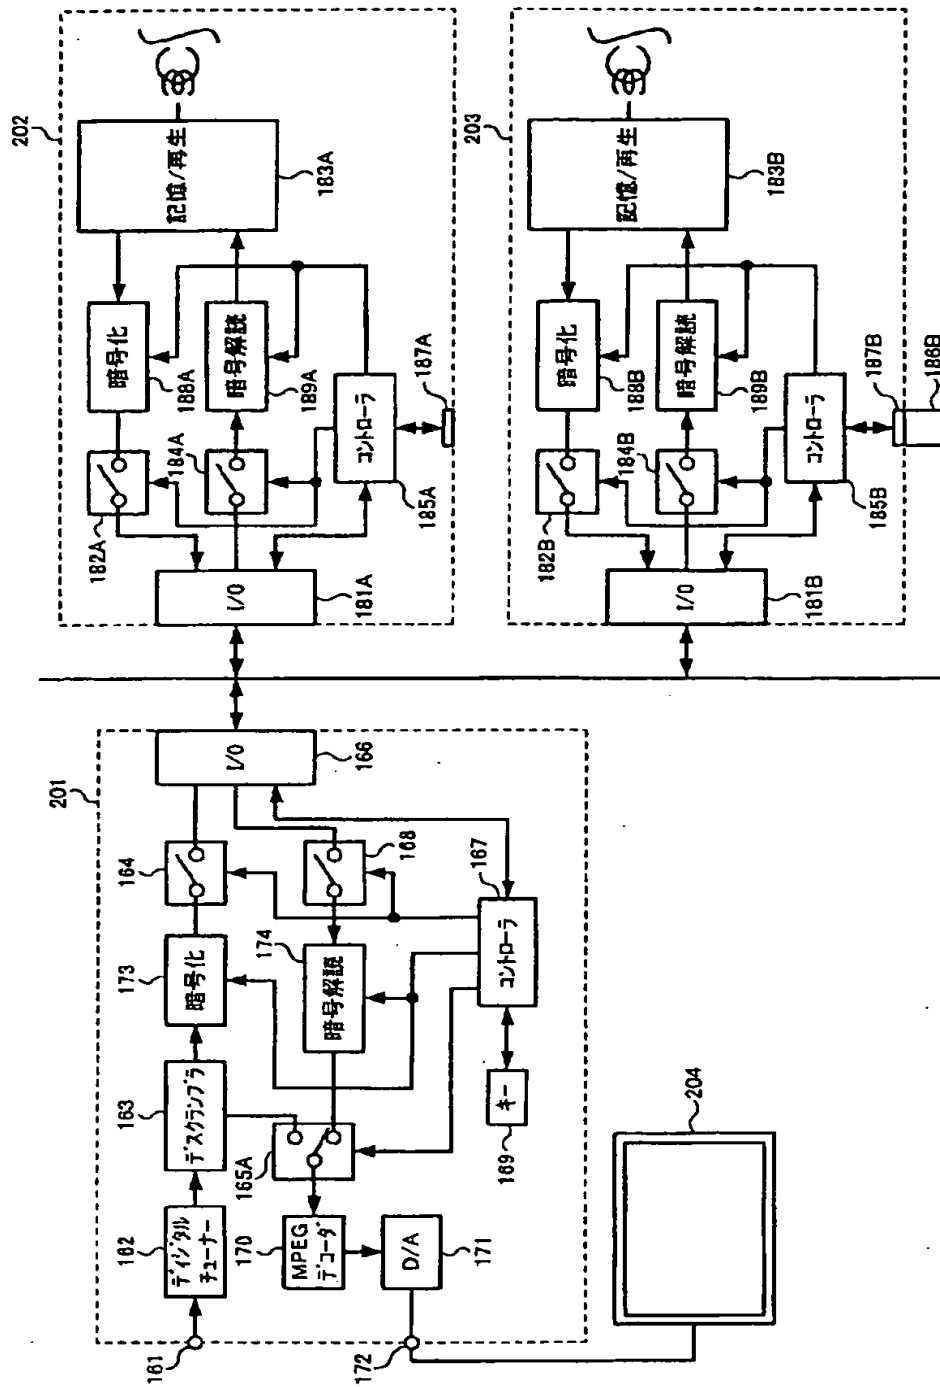 201
161
162
ディジタル
チューナー
163
デスクランブラ
173
暗号化
164
I/O
166
165A
174
暗号解読
168
170
MPEG
デコーダ
D/A
171
172
キー
169
コントローラ
167
204
202
I/O
181A
182A
184A
暗号化
188A
暗号解読
189A
コントローラ
185A
187A
記憶/再生
183A
203
I/O
181B
182B
184B
暗号化
188B
暗号解読
189B
コントローラ
185B
187B
186B
記憶/再生
183B